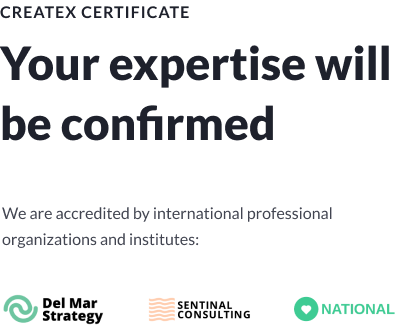 CREATEX CERTIFICATE
Your expertise will
be confirmed
We are accredited by international professional
organizations and institutes:
Del Mar
Strategy
SENTINAL
CONSULTING
NATIONAL